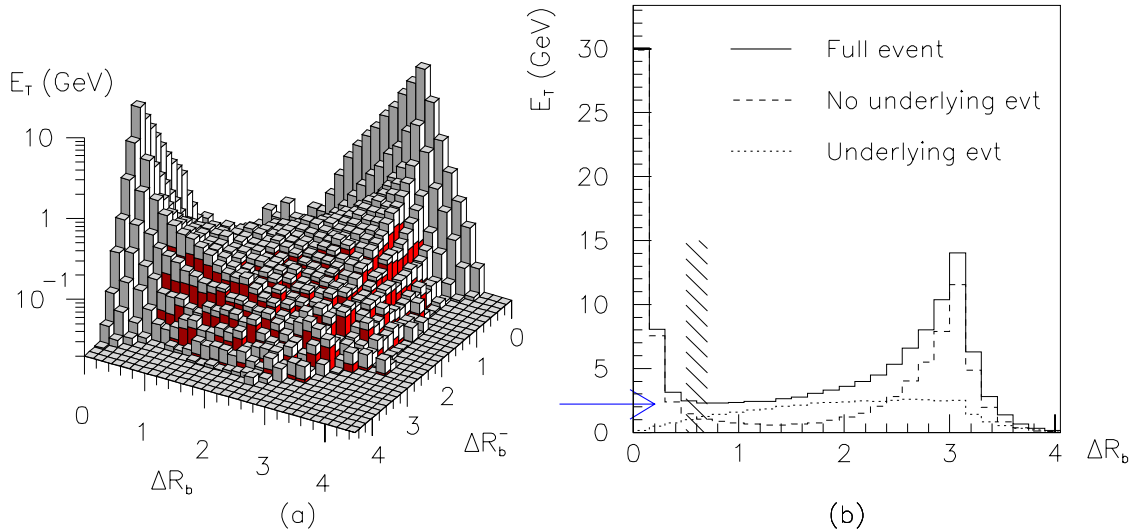 E_T (GeV)
10
1
10^-1
0
1
2
3
4
ΔR_b
0
1
2
3
4
ΔR_b̄
(a)
E_T (GeV)
30
25
20
15
10
5
0
Full event
No underlying evt
Underlying evt
0
1
2
3
4
ΔR_b
(b)